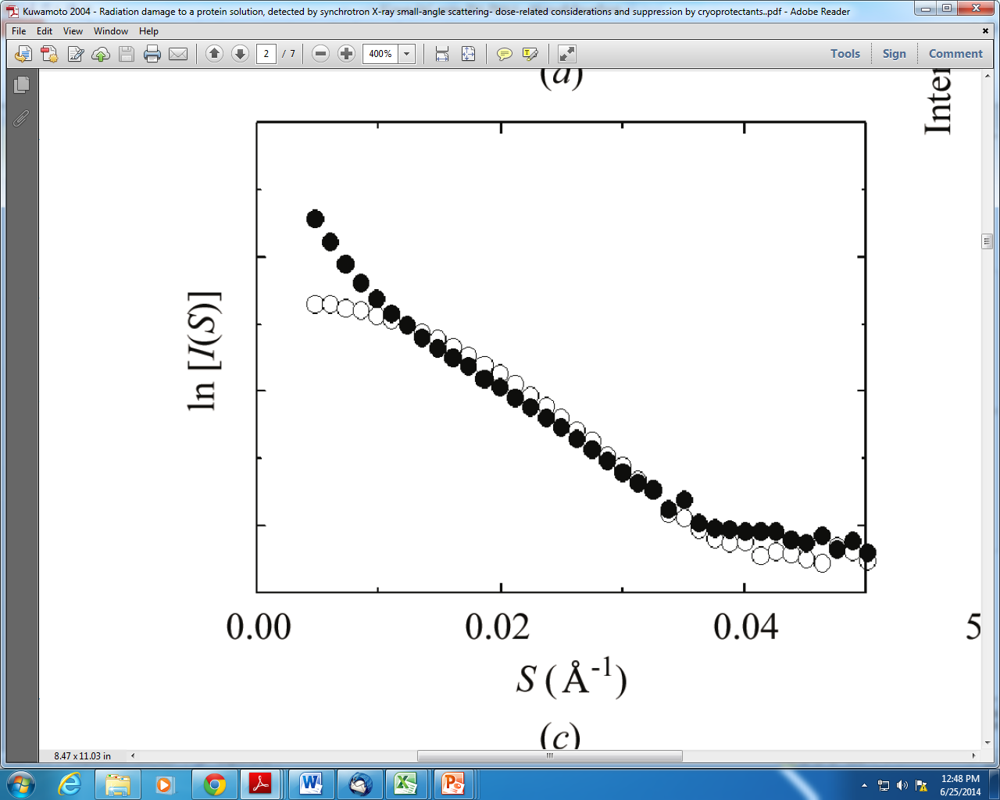 Kuwamoto 2004 - Radiation damage to a protein solution, detected by synchrotron X-ray small-angle scattering- dose-related considerations and suppression by cryoprotectants..pdf - Adobe Reader
File Edit View Window Help
2 / 7 400% Tools Sign Comment
(a)
Inter
ln [I(S)]
0.00 0.02 0.04 5
S (Å-1)
(c)
8.47 x 11.03 in
12:48 PM
6/25/2014